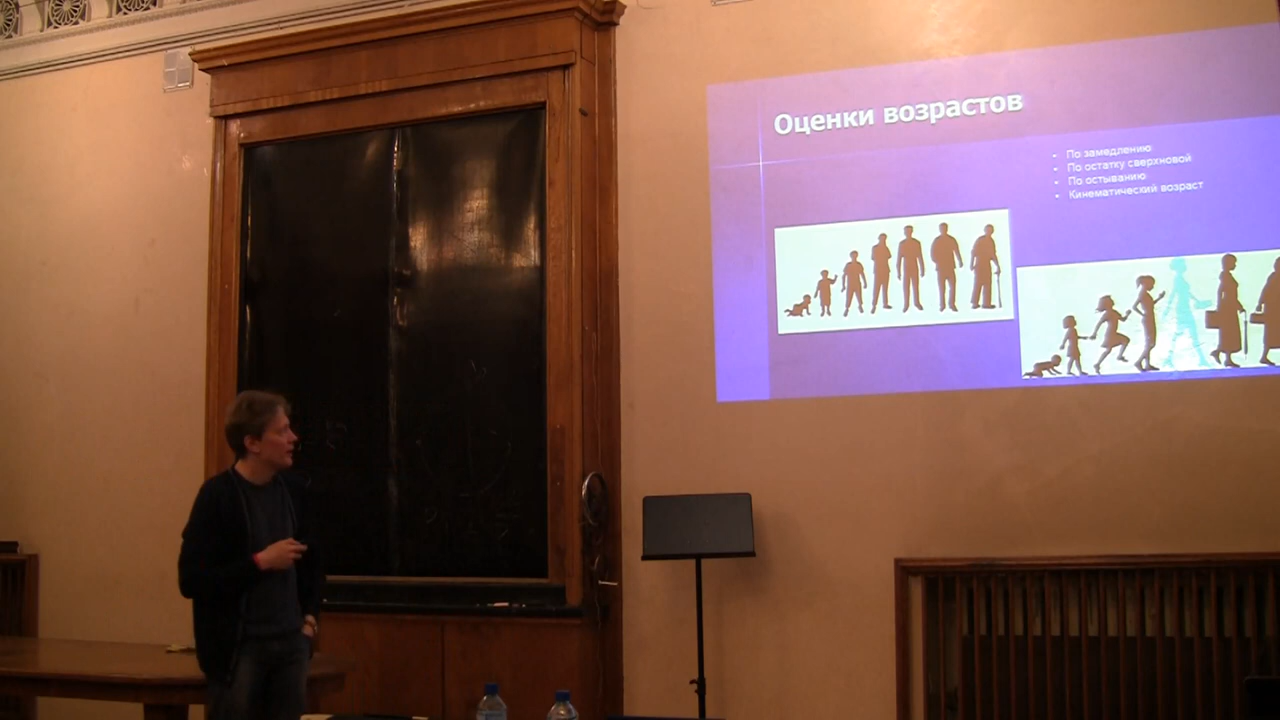 Оценки возрастов
• По замедлению
• По остатку сверхновой
• По остыванию
• Кинематический возраст